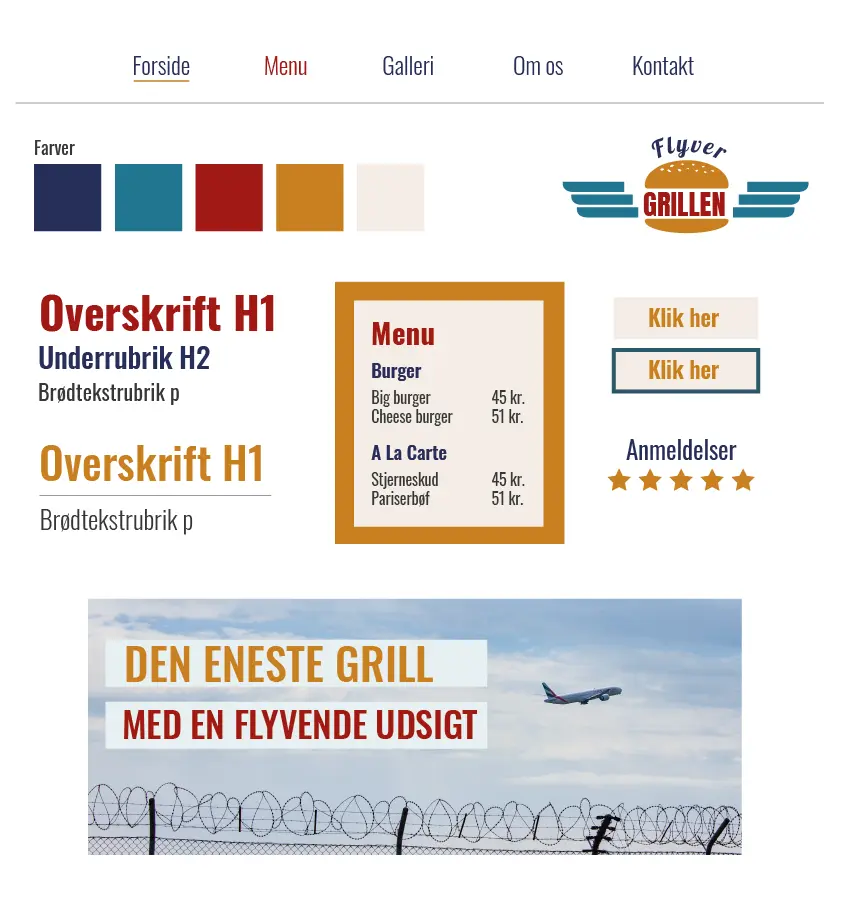 Forside Menu Galleri Om os Kontakt
Farver
Flyver
GRILLEN
Overskrift H1
Underrubrik H2
Brødtekstrubrik p
Overskrift H1
Brødtekstrubrik p
Menu
Burger
Big burger 45 kr.
Cheese burger 51 kr.
A La Carte
Stjerneskud 45 kr.
Pariserbøf 51 kr.
Klik her
Klik her
Anmeldelser
DEN ENESTE GRILL
MED EN FLYVENDE UDSIGT